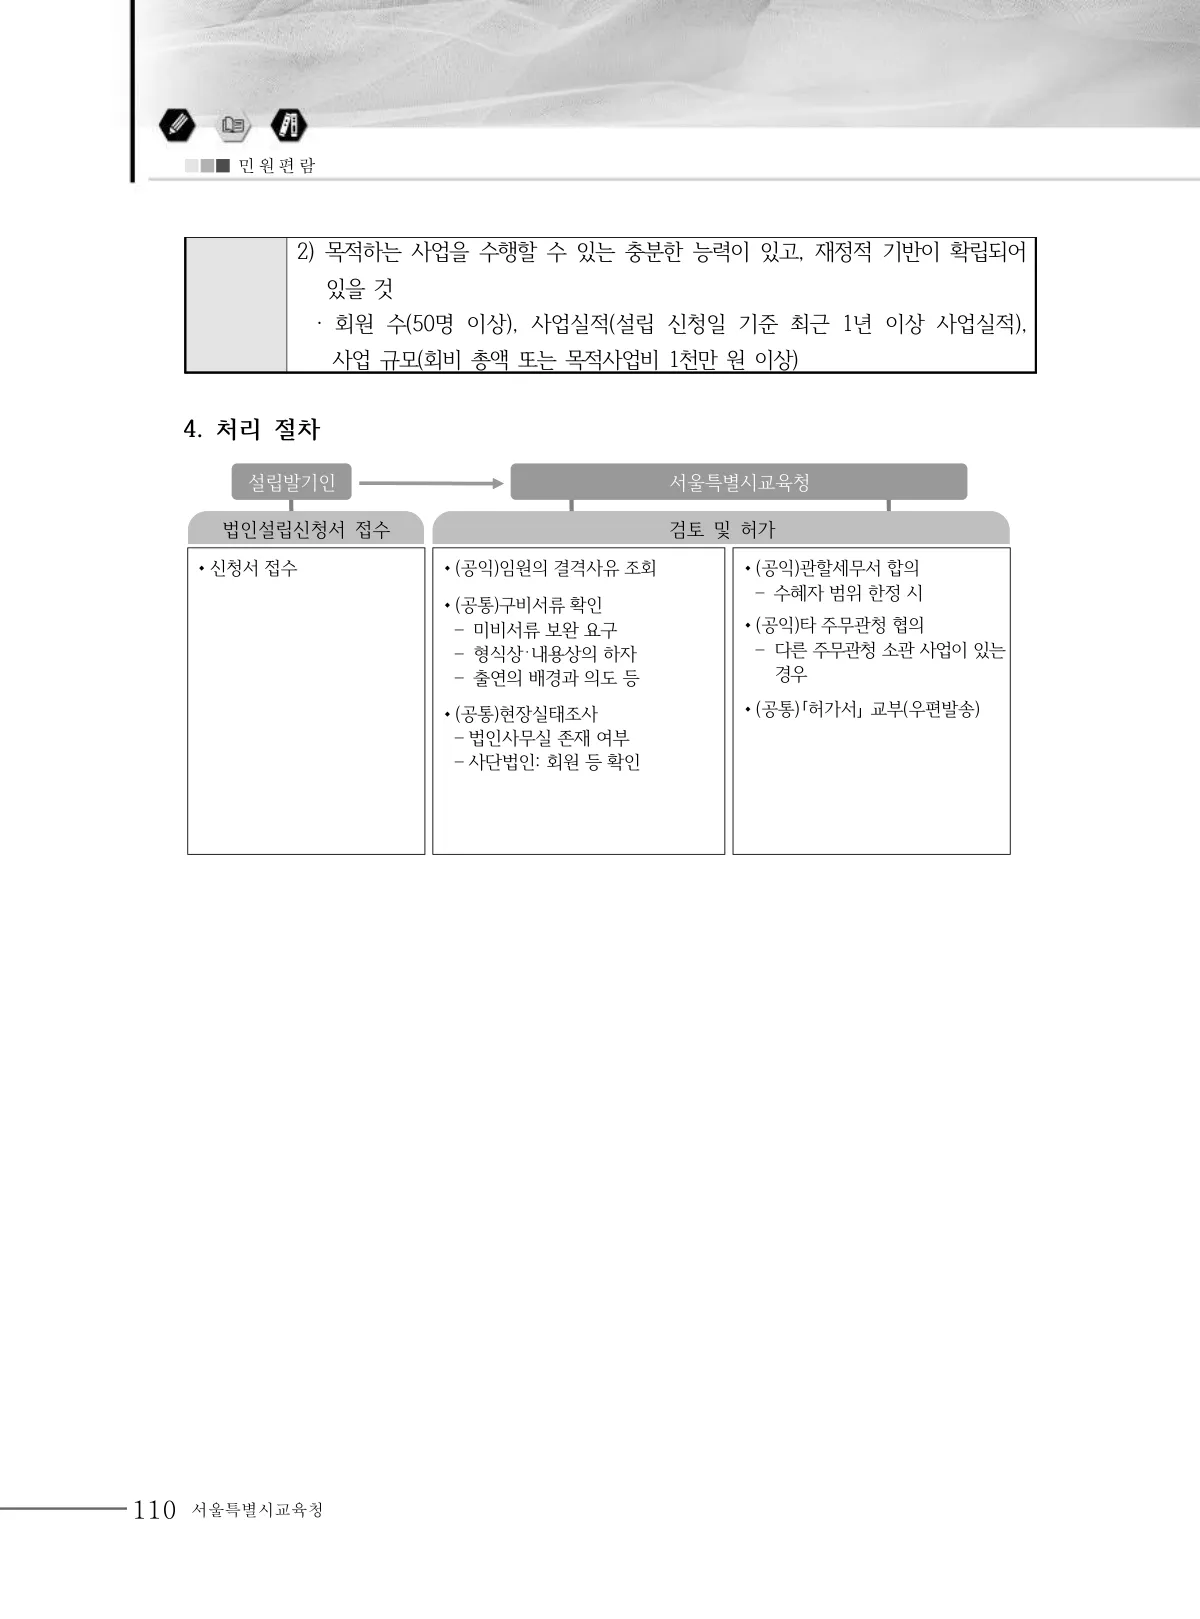 민원편람
2) 목적하는 사업을 수행할 수 있는 충분한 능력이 있고, 재정적 기반이 확립되어
있을 것
· 회원 수(50명 이상), 사업실적(설립 신청일 기준 최근 1년 이상 사업실적),
사업 규모(회비 총액 또는 목적사업비 1천만 원 이상)
4. 처리 절차
설립발기인
서울특별시교육청
법인설립신청서 접수
검토 및 허가
• 신청서 접수
• (공익)임원의 결격사유 조회
• (공통)구비서류 확인
- 미비서류 보완 요구
- 형식상·내용상의 하자
- 출연의 배경과 의도 등
• (공통)현장실태조사
- 법인사무실 존재 여부
- 사단법인: 회원 등 확인
• (공익)관할세무서 합의
- 수혜자 범위 한정 시
• (공익)타 주무관청 협의
- 다른 주무관청 소관 사업이 있는
경우
• (공통)「허가서」 교부(우편발송)
110 서울특별시교육청